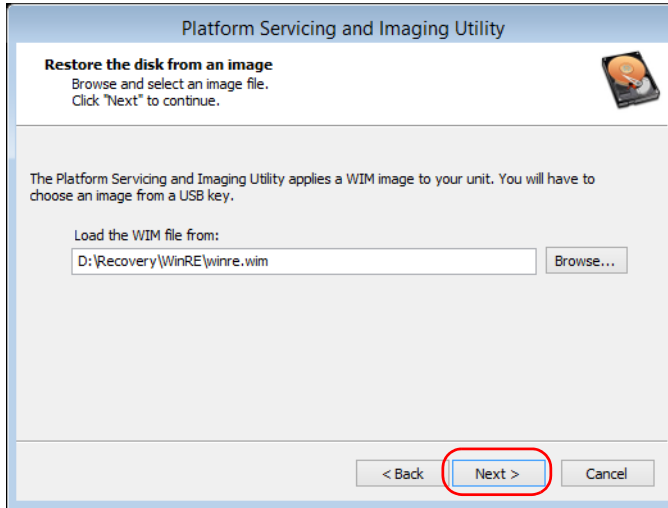 Platform Servicing and Imaging Utility
Restore the disk from an image
Browse and select an image file.
Click "Next" to continue.
The Platform Servicing and Imaging Utility applies a WIM image to your unit. You will have to
choose an image from a USB key.
Load the WIM file from:
D:\Recovery\WinRE\winre.wim
Browse...
< Back
Next >
Cancel